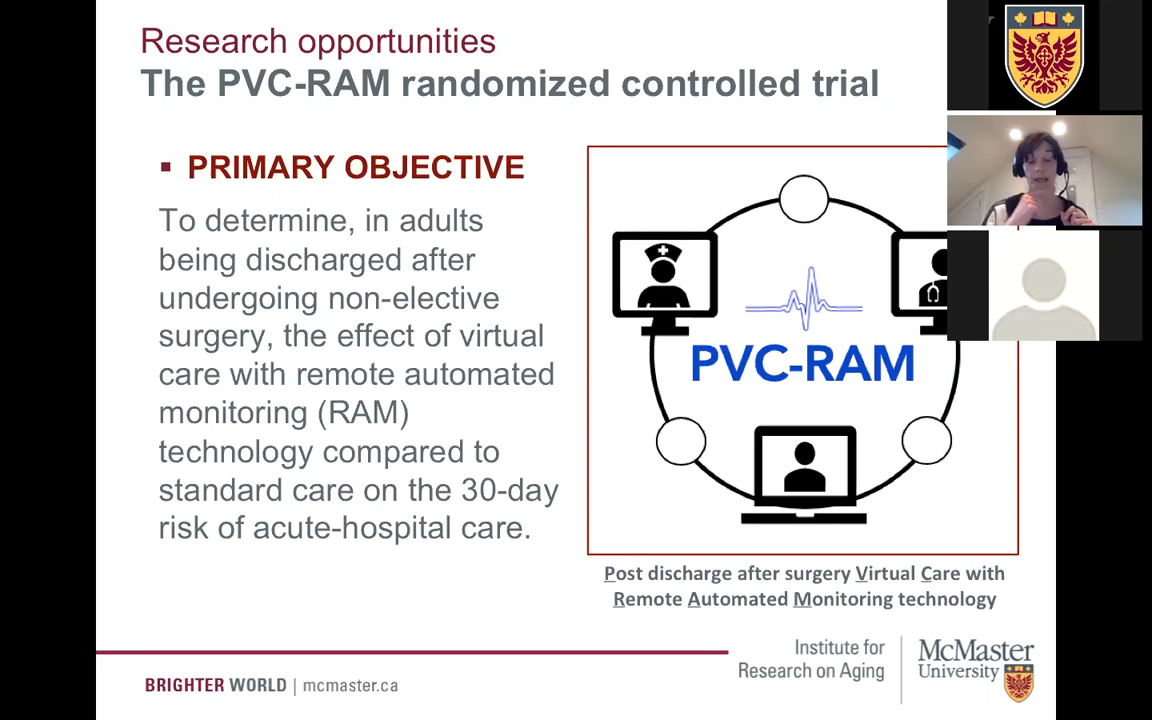 Research opportunities
The PVC-RAM randomized controlled trial
▪ PRIMARY OBJECTIVE
To determine, in adults
being discharged after
undergoing non-elective
surgery, the effect of virtual
care with remote automated
monitoring (RAM)
technology compared to
standard care on the 30-day
risk of acute-hospital care.
PVC-RAM
Post discharge after surgery Virtual Care with
Remote Automated Monitoring technology
BRIGHTER WORLD | mcmaster.ca
Institute for
Research on Aging
McMaster
University